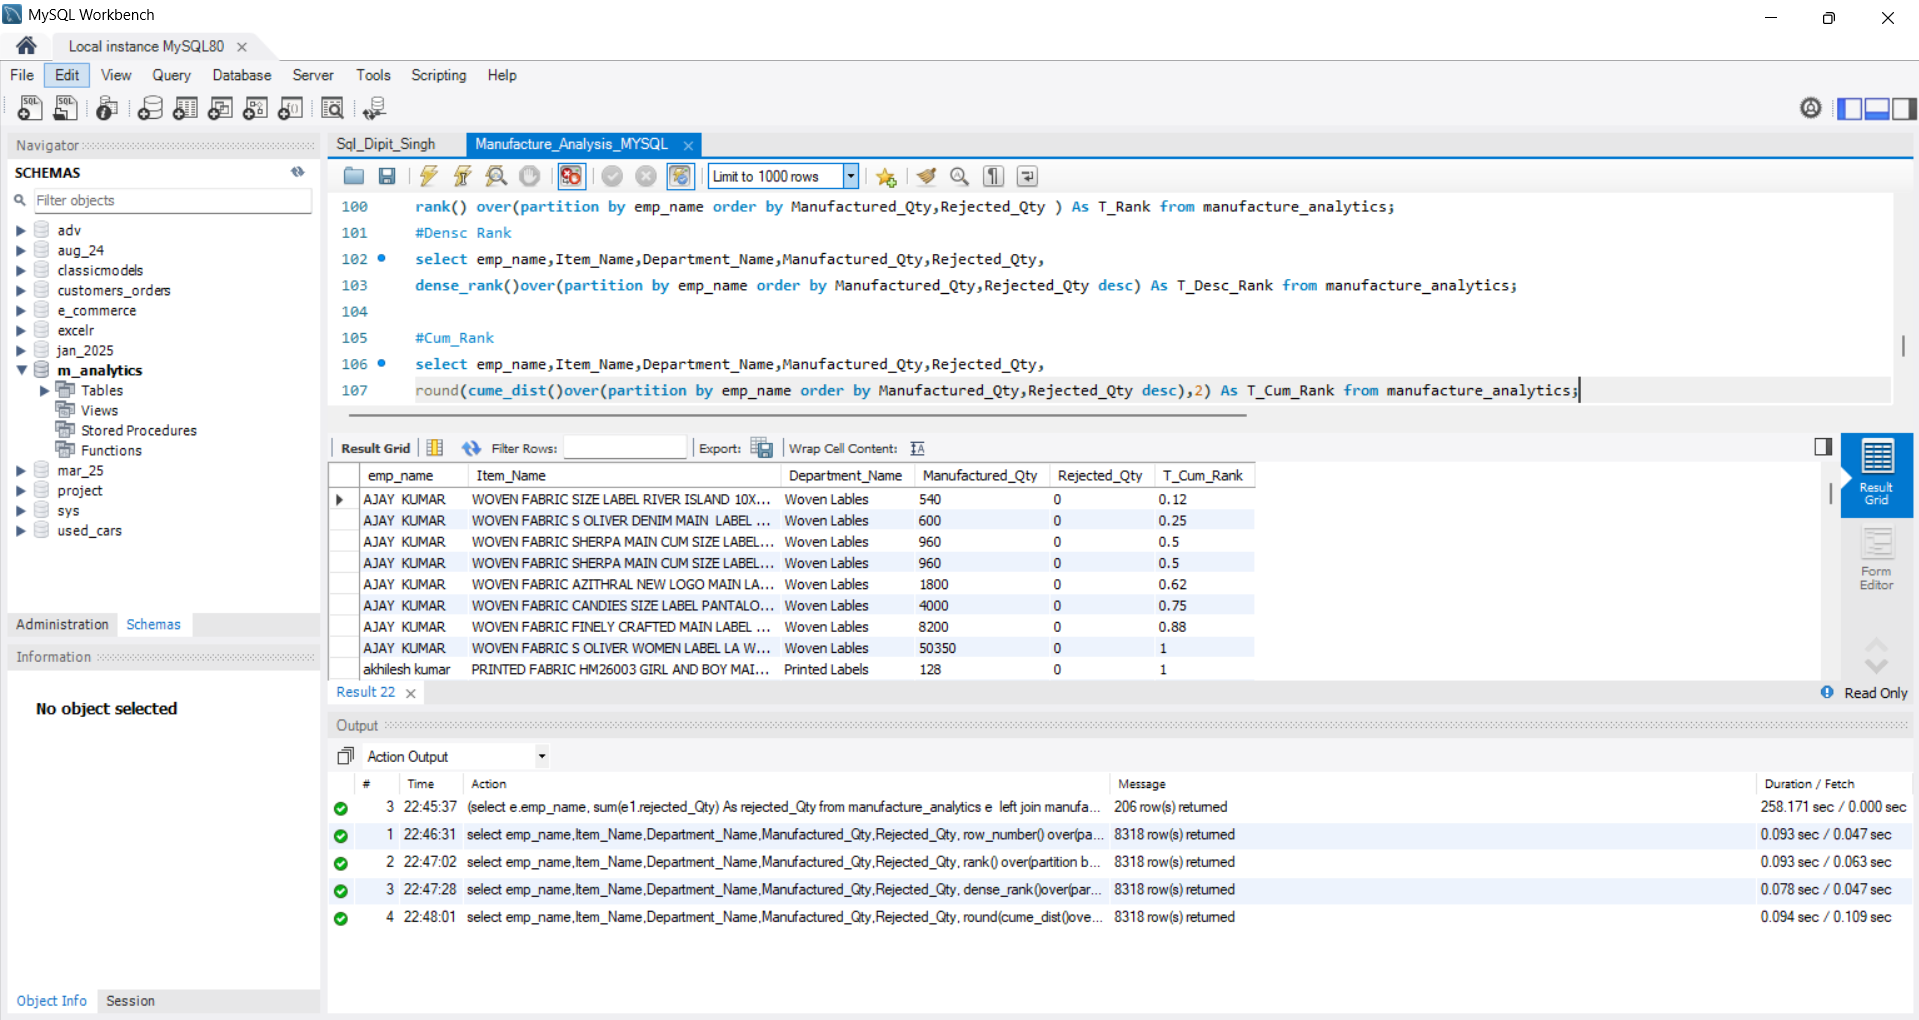 MySQL Workbench
Local instance MySQL80
File Edit View Query Database Server Tools Scripting Help
Navigator
SCHEMAS
Filter objects
adv
aug_24
classicmodels
customers_orders
e_commerce
excelr
jan_2025
m_analytics
Tables
Views
Stored Procedures
Functions
mar_25
project
sys
used_cars
Administration Schemas
Information
No object selected
Object Info Session
Sql_Dipit_Singh Manufacture_Analysis_MYSQL
Limit to 1000 rows
100 rank() over(partition by emp_name order by Manufactured_Qty,Rejected_Qty ) As T_Rank from manufacture_analytics;
101 #Densc Rank
102 select emp_name,Item_Name,Department_Name,Manufactured_Qty,Rejected_Qty,
103 dense_rank()over(partition by emp_name order by Manufactured_Qty,Rejected_Qty desc) As T_Desc_Rank from manufacture_analytics;
104
105 #Cum_Rank
106 select emp_name,Item_Name,Department_Name,Manufactured_Qty,Rejected_Qty,
107 round(cume_dist()over(partition by emp_name order by Manufactured_Qty,Rejected_Qty desc),2) As T_Cum_Rank from manufacture_analytics;
Result Grid Filter Rows: Export: Wrap Cell Content:
emp_name Item_Name Department_Name Manufactured_Qty Rejected_Qty T_Cum_Rank
AJAY KUMAR WOVEN FABRIC SIZE LABEL RIVER ISLAND 10X... Woven Lables 540 0 0.12
AJAY KUMAR WOVEN FABRIC S OLIVER DENIM MAIN LABEL ... Woven Lables 600 0 0.25
AJAY KUMAR WOVEN FABRIC SHERPA MAIN CUM SIZE LABEL... Woven Lables 960 0 0.5
AJAY KUMAR WOVEN FABRIC SHERPA MAIN CUM SIZE LABEL... Woven Lables 960 0 0.5
AJAY KUMAR WOVEN FABRIC AZITHRAL NEW LOGO MAIN LA... Woven Lables 1800 0 0.62
AJAY KUMAR WOVEN FABRIC CANDIES SIZE LABEL PANTALO... Woven Lables 4000 0 0.75
AJAY KUMAR WOVEN FABRIC FINELY CRAFTED MAIN LABEL ... Woven Lables 8200 0 0.88
AJAY KUMAR WOVEN FABRIC S OLIVER WOMEN LABEL LA W... Woven Lables 50350 0 1
akhilesh kumar PRINTED FABRIC HM26003 GIRL AND BOY MAI... Printed Labels 128 0 1
Result Grid
Form Editor
Result 22
Read Only
Output
Action Output
# Time Action Message Duration / Fetch
3 22:45:37 (select e.emp_name, sum(e1.rejected_Qty) As rejected_Qty from manufacture_analytics e left join manufa... 206 row(s) returned 258.171 sec / 0.000 sec
1 22:46:31 select emp_name,Item_Name,Department_Name,Manufactured_Qty,Rejected_Qty, row_number() over(pa... 8318 row(s) returned 0.093 sec / 0.047 sec
2 22:47:02 select emp_name,Item_Name,Department_Name,Manufactured_Qty,Rejected_Qty, rank() over(partition b... 8318 row(s) returned 0.093 sec / 0.063 sec
3 22:47:28 select emp_name,Item_Name,Department_Name,Manufactured_Qty,Rejected_Qty, dense_rank()over(par... 8318 row(s) returned 0.078 sec / 0.047 sec
4 22:48:01 select emp_name,Item_Name,Department_Name,Manufactured_Qty,Rejected_Qty, round(cume_dist()ove... 8318 row(s) returned 0.094 sec / 0.109 sec